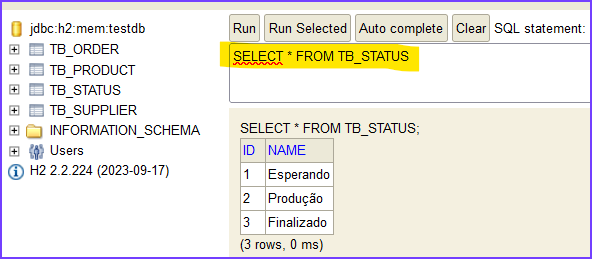 jdbc:h2:mem:testdb
TB_ORDER
TB_PRODUCT
TB_STATUS
TB_SUPPLIER
INFORMATION_SCHEMA
Users
H2 2.2.224 (2023-09-17)
Run Run Selected Auto complete Clear SQL statement:
SELECT * FROM TB_STATUS
SELECT * FROM TB_STATUS;
ID NAME
1 Esperando
2 Produção
3 Finalizado
(3 rows, 0 ms)